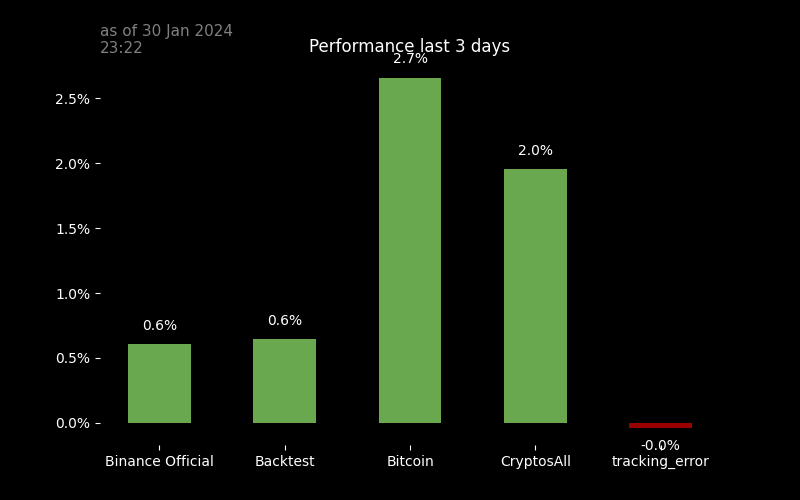 as of 30 Jan 2024
23:22
Performance last 3 days
2.7%
2.5%
2.0%
2.0%
1.5%
1.0%
0.6%
0.6%
0.5%
0.0%
-0.0%
Binance Official
Backtest
Bitcoin
CryptosAll
tracking_error